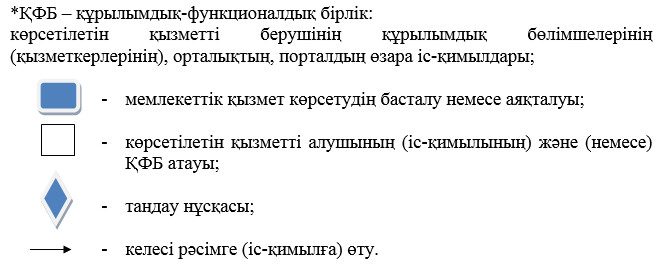 *ҚФБ – құрылымдық-функционалдық бірлік:
көрсетілетін қызметті берушінің құрылымдық бөлімшелерінің
(қызметкерлерінің), орталықтың, порталдың өзара іс-қимылдары;
- мемлекеттік қызмет көрсетудің басталу немесе аяқталуы;
- көрсетілетін қызметті алушының (іс-қимылының) және (немесе)
ҚФБ атауы;
- таңдау нұсқасы;
- келесі рәсімге (іс-қимылға) өту.